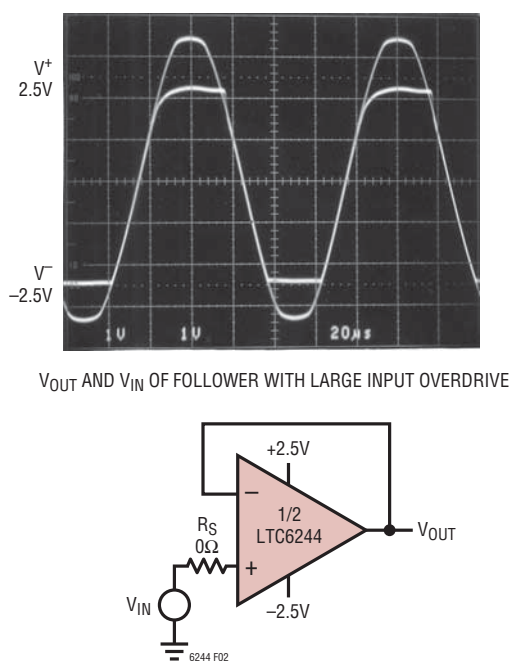 V+
2.5V
V−
−2.5V
1V 1V 20µs
VOUT AND VIN OF FOLLOWER WITH LARGE INPUT OVERDRIVE
+2.5V
−
1/2
LTC6244
RS
0Ω
+
VOUT
VIN
−2.5V
6244 F02